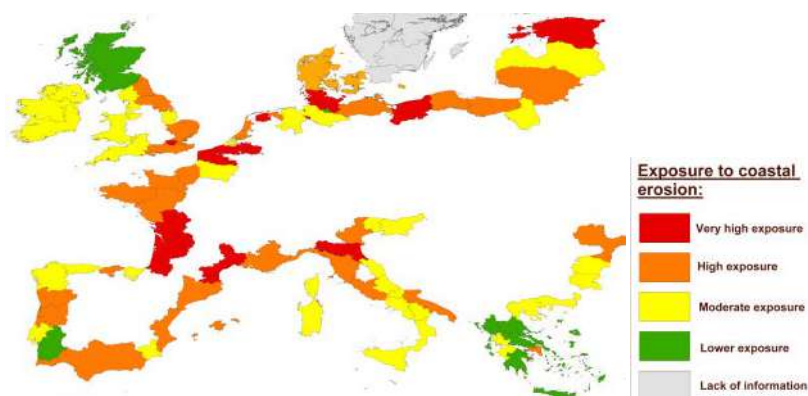 Exposure to coastal
erosion:
Very high exposure
High exposure
Moderate exposure
Lower exposure
Lack of information